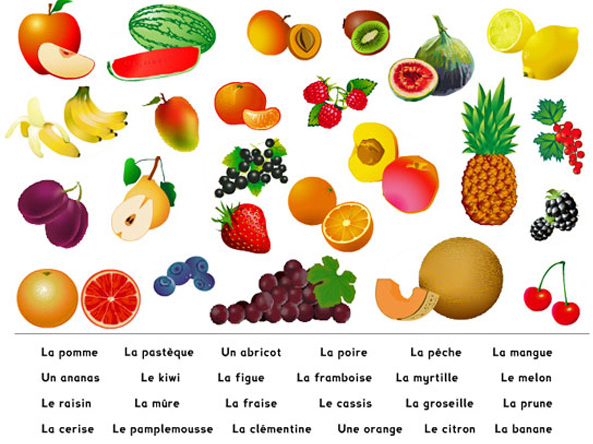 La pomme La pastèque Un abricot La poire La pêche La mangue
Un ananas Le kiwi La figue La framboise La myrtille Le melon
Le raisin La mûre La fraise Le cassis La groseille La prune
La cerise Le pamplemousse La clémentine Une orange Le citron La banane